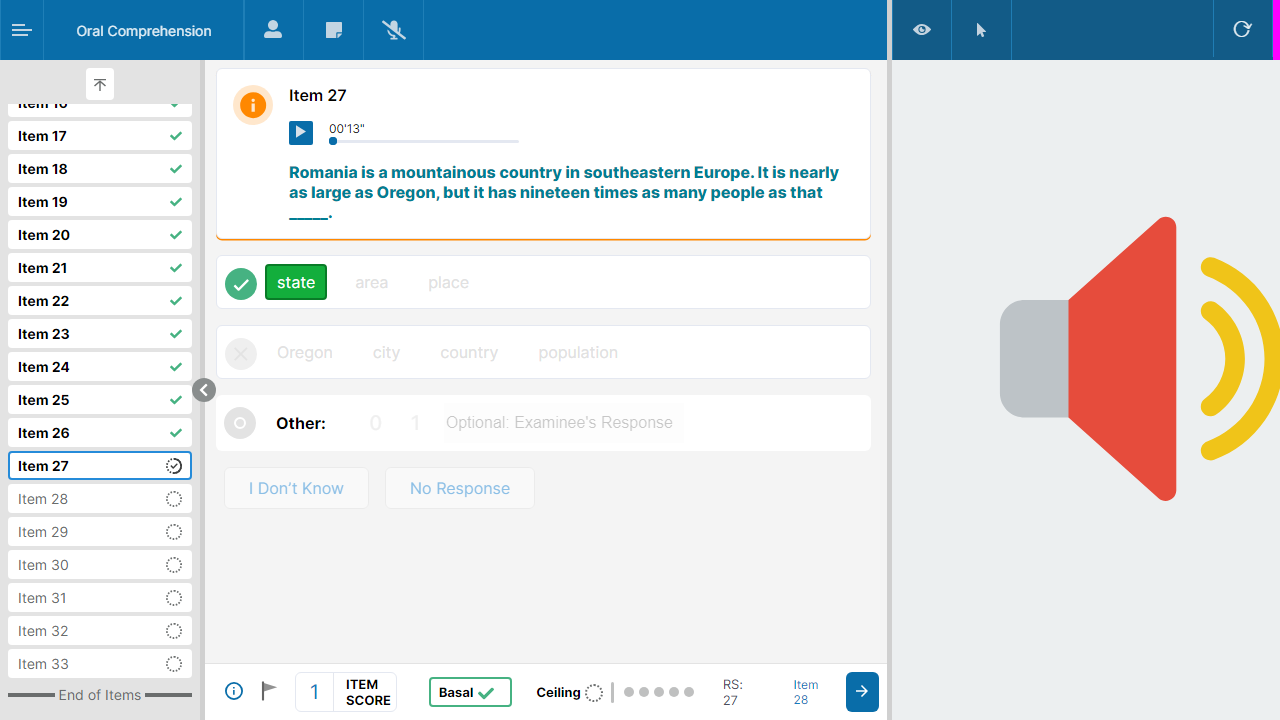 Oral Comprehension
Item 16
Item 17
Item 18
Item 19
Item 20
Item 21
Item 22
Item 23
Item 24
Item 25
Item 26
Item 27
Item 28
Item 29
Item 30
Item 31
Item 32
Item 33
End of Items
Item 27
00'13"
Romania is a mountainous country in southeastern Europe. It is nearly
as large as Oregon, but it has nineteen times as many people as that
_____.
state area place
Oregon city country population
Other: 0 1 Optional: Examinee's Response
I Don't Know No Response
1 ITEM
SCORE
Basal
Ceiling
RS:
27
Item
28